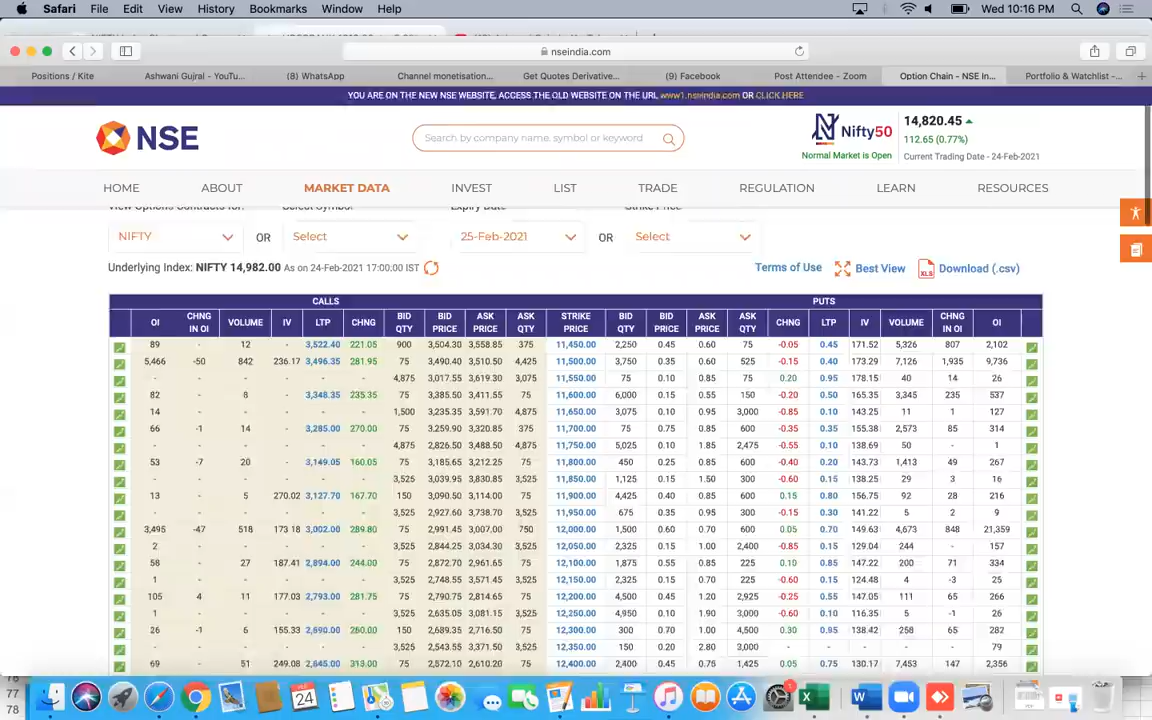 Safari File Edit View History Bookmarks Window Help Wed 10:16 PM
nseindia.com
Positions / Kite Ashwani Gujral - YouTu... (8) WhatsApp Channel monetisation... Get Quotes Derivative... (9) Facebook Post Attendee - Zoom Option Chain - NSE In... Portfolio & Watchlist -...
YOU ARE ON THE NEW NSE WEBSITE, ACCESS THE OLD WEBSITE ON THE URL www1.nseindia.com OR CLICK HERE
NSE Search by company name, symbol or keyword Nifty50 14,820.45
112.65 (0.77%)
Normal Market is Open Current Trading Date - 24-Feb-2021
HOME ABOUT MARKET DATA INVEST LIST TRADE REGULATION LEARN RESOURCES
View Options Contracts for: Select Symbol Expiry Date Strike Price
NIFTY OR Select 25-Feb-2021 OR Select
Underlying Index: NIFTY 14,982.00 As on 24-Feb-2021 17:00:00 IST Terms of Use Best View XLS Download (.csv)
CALLS PUTS
OI CHNG IN OI VOLUME IV LTP CHNG BID QTY BID PRICE ASK PRICE ASK QTY STRIKE PRICE BID QTY BID PRICE ASK PRICE ASK QTY CHNG LTP IV VOLUME CHNG IN OI OI
89 - 12 - 3,522.40 221.05 900 3,504.30 3,558.85 375 11,450.00 2,250 0.45 0.60 75 -0.05 0.45 171.52 5,326 807 2,102
5,466 -50 842 236.17 3,496.35 281.95 75 3,480.40 3,510.50 4,425 11,500.00 3,750 0.35 0.60 525 -0.15 0.40 173.29 7,126 1,935 9,736
- - - - - - 4,875 3,017.55 3,619.30 3,075 11,550.00 75 0.10 0.85 75 0.20 0.95 178.15 40 14 26
82 - 8 - 3,348.35 235.35 75 3,385.50 3,411.55 75 11,600.00 6,000 0.15 0.55 150 -0.20 0.50 165.35 3,345 235 537
14 - - - - - 1,500 3,235.35 3,591.70 4,875 11,650.00 3,075 0.10 0.95 3,000 -0.85 0.10 143.25 11 1 127
66 -1 14 - 3,285.00 270.00 75 3,259.90 3,320.85 75 11,700.00 75 0.75 0.85 600 -0.35 0.35 155.38 2,573 85 314
- - - - - - 4,875 2,826.50 3,488.50 4,875 11,750.00 5,025 0.10 1.85 2,475 -0.55 0.10 138.69 50 - 1
53 -7 20 - 3,149.05 160.05 75 3,185.65 3,212.25 75 11,800.00 450 0.25 0.85 600 -0.40 0.20 143.73 1,413 49 267
- - - - - - 3,525 3,039.95 3,830.85 3,525 11,850.00 1,125 0.15 1.50 300 -0.60 0.15 138.25 29 3 16
13 - 5 270.02 3,127.70 167.70 150 3,090.50 3,114.00 75 11,900.00 4,425 0.40 0.85 600 0.15 0.80 156.75 92 28 216
- - - - - - 3,525 2,927.60 3,738.70 3,525 11,950.00 675 0.35 0.95 300 -0.15 0.30 141.22 5 2 9
3,495 -47 518 173.18 3,002.00 289.80 75 2,991.45 3,007.00 750 12,000.00 1,500 0.60 0.70 600 0.05 0.70 149.63 4,673 848 21,359
2 - - - - - 3,525 2,844.25 3,034.30 3,525 12,050.00 2,325 0.15 1.00 2,400 -0.85 0.15 129.04 244 - 157
58 - 27 187.41 2,894.00 244.00 75 2,872.70 2,961.65 75 12,100.00 1,875 0.55 0.85 225 0.10 0.85 147.22 200 71 334
1 - - - - - 3,525 2,748.55 3,571.45 3,525 12,150.00 2,325 0.15 0.70 225 -0.60 0.15 124.48 4 -3 25
105 4 11 177.03 2,793.00 281.75 75 2,790.75 2,814.65 75 12,200.00 4,500 0.45 1.20 2,925 -0.25 0.55 147.05 111 65 266
1 - - - - - 3,525 2,635.05 3,081.15 3,525 12,250.00 4,950 0.10 1.90 3,000 -0.60 0.10 116.35 5 -1 26
26 -1 6 155.33 2,690.00 260.00 150 2,689.35 2,716.50 75 12,300.00 300 0.70 1.00 4,500 0.30 0.95 138.42 258 65 282
- - - - - - 3,525 2,543.55 3,371.50 3,525 12,350.00 150 0.20 2.80 3,000 - - - - - 79
69 - 51 249.08 2,645.00 313.00 75 2,572.10 2,610.20 75 12,400.00 2,400 0.45 0.75 1,425 0.05 0.75 130.17 7,453 147 2,356
76
77
78
24
1